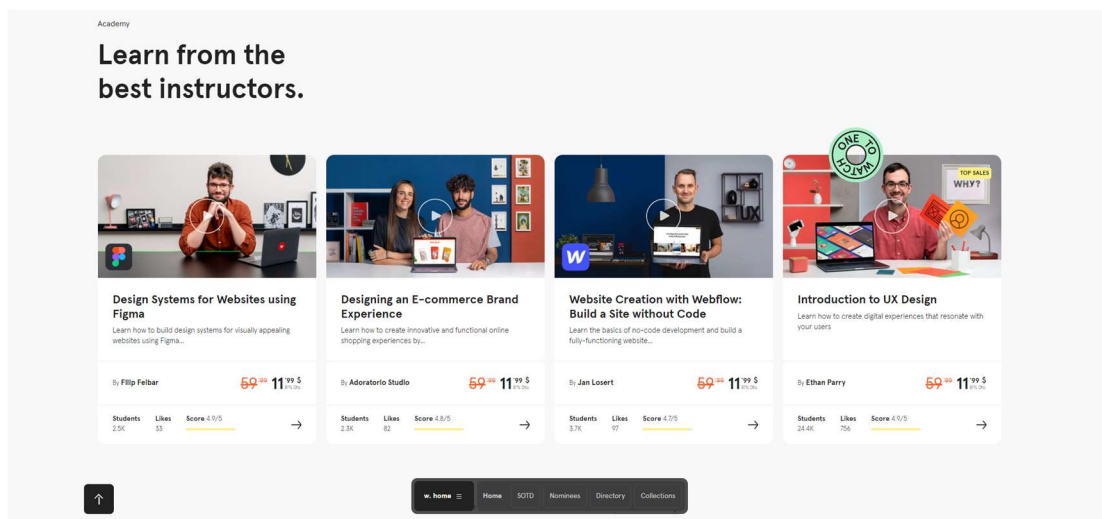 Academy
Learn from the
best instructors.
ONE TO WATCH
TOP SALES
WHY?
UX
W
Design Systems for Websites using
Figma
Learn how to build design systems for visually appealing
websites using Figma...
By Filip Felbar
59 '99 11 '99 $
Students Likes Score 4.9/5
2.5K 33
Designing an E-commerce Brand
Experience
Learn how to create innovative and functional online
shopping experiences by...
By Adoratorio Studio
59 '99 11 '99 $
Students Likes Score 4.8/5
2.3K 82
Website Creation with Webflow:
Build a Site without Code
Learn the basics of no-code development and build a
fully-functioning website...
By Jan Losert
59 '99 11 '99 $
Students Likes Score 4.7/5
3.7K 97
Introduction to UX Design
Learn how to create digital experiences that resonate with
your users
By Ethan Parry
59 '99 11 '99 $
Students Likes Score 4.9/5
24.4K 756
w. home Home SOTD Nominees Directory Collections